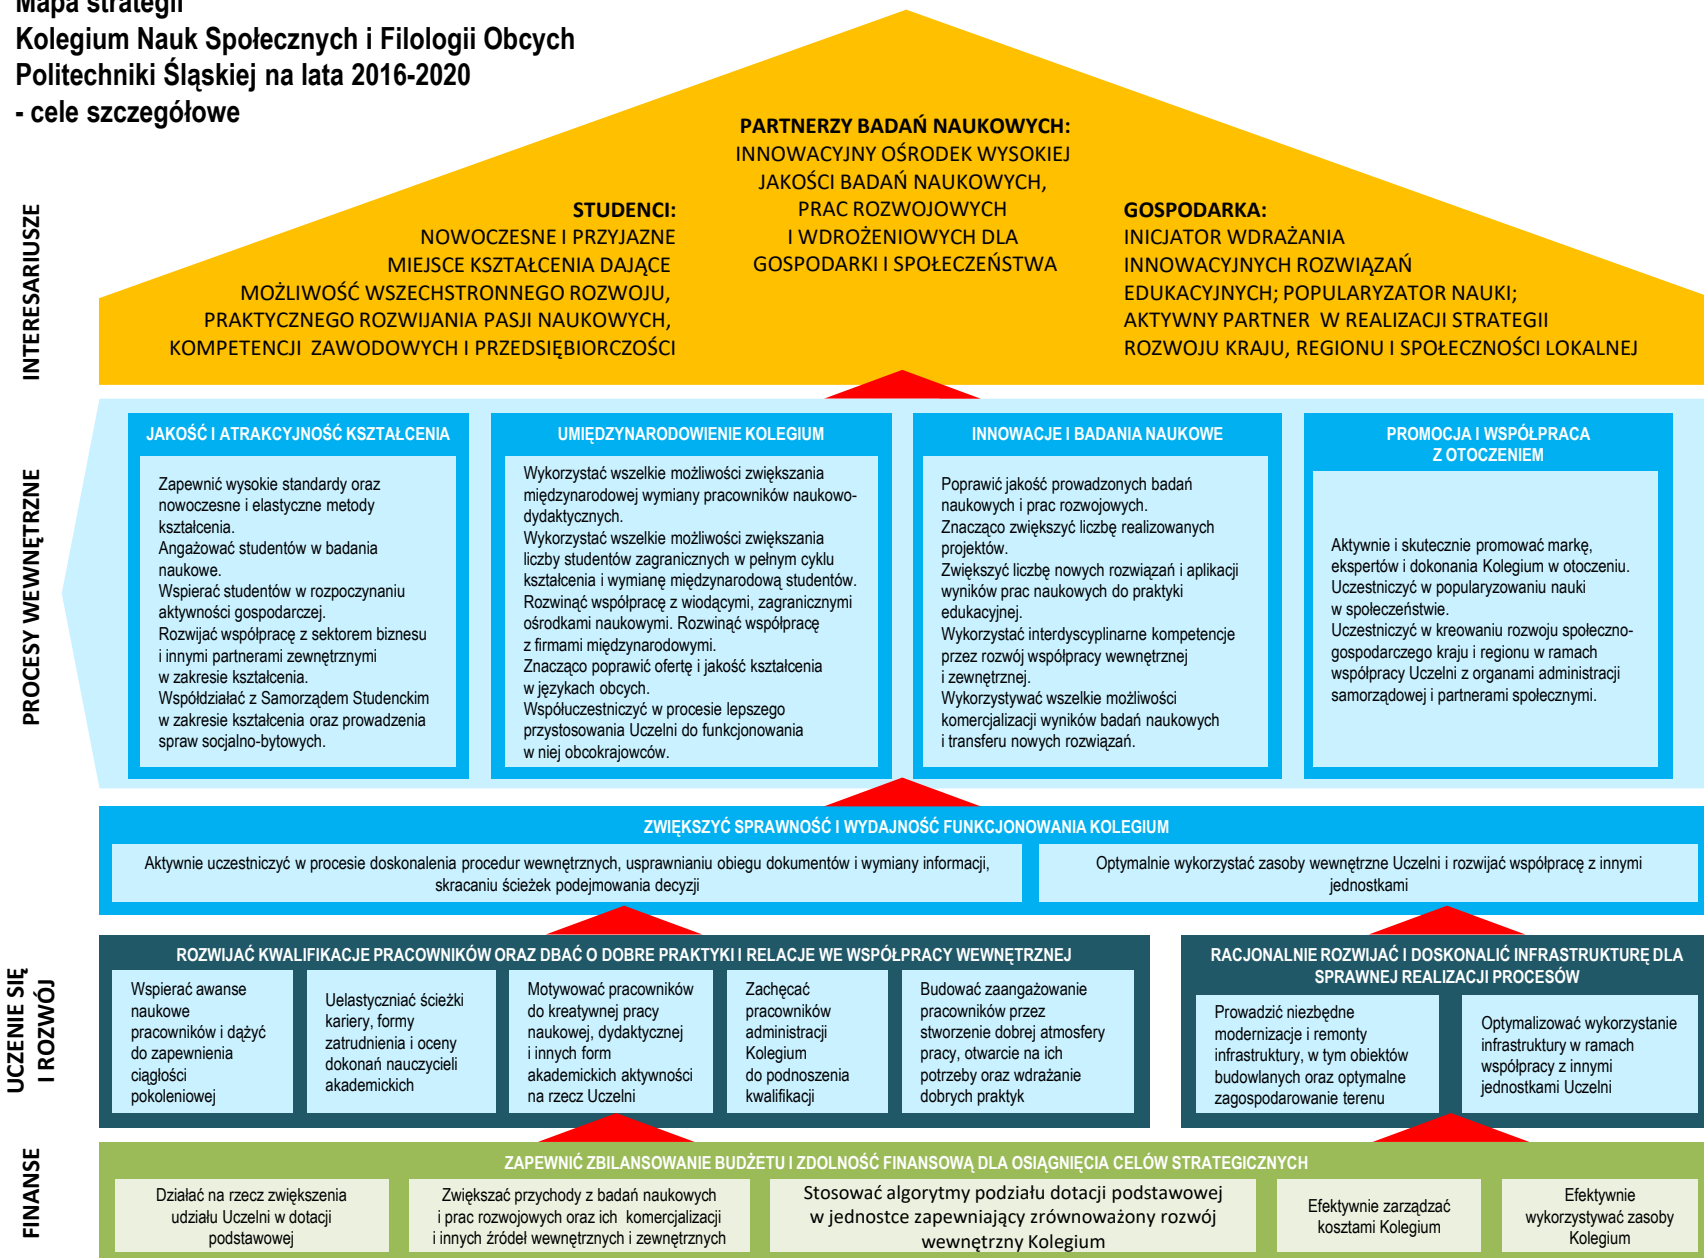 Mapa strategii
Kolegium Nauk Społecznych i Filologii Obcych
Politechniki Śląskiej na lata 2016-2020
- cele szczegółowe
INTERESARIUSZE
STUDENCI:
NOWOCZESNE I PRZYJAZNE
MIEJSCE KSZTAŁCENIA DAJĄCE
MOŻLIWOŚĆ WSZECHSTRONNEGO ROZWOJU,
PRAKTYCZNEGO ROZWIJANIA PASJI NAUKOWYCH,
KOMPETENCJI ZAWODOWYCH I PRZEDSIĘBIORCZOŚCI
PARTNERZY BADAŃ NAUKOWYCH:
INNOWACYJNY OŚRODEK WYSOKIEJ
JAKOŚCI BADAŃ NAUKOWYCH,
PRAC ROZWOJOWYCH
I WDROŻENIOWYCH DLA
GOSPODARKI I SPOŁECZEŃSTWA
GOSPODARKA:
INICJATOR WDRAŻANIA
INNOWACYJNYCH ROZWIĄZAŃ
EDUKACYJNYCH; POPULARYZATOR NAUKI;
AKTYWNY PARTNER W REALIZACJI STRATEGII
ROZWOJU KRAJU, REGIONU I SPOŁECZNOŚCI LOKALNEJ
PROCESY WEWNĘTRZNE
JAKOŚĆ I ATRAKCYJNOŚĆ KSZTAŁCENIA
Zapewnić wysokie standardy oraz
nowoczesne i elastyczne metody
kształcenia.
Angażować studentów w badania
naukowe.
Wspierać studentów w rozpoczynaniu
aktywności gospodarczej.
Rozwijać współpracę z sektorem biznesu
i innymi partnerami zewnętrznymi
w zakresie kształcenia.
Współdziałać z Samorządem Studenckim
w zakresie kształcenia oraz prowadzenia
spraw socjalno-bytowych.
UMIĘDZYNARODOWIENIE KOLEGIUM
Wykorzystać wszelkie możliwości zwiększania
międzynarodowej wymiany pracowników naukowo-
dydaktycznych.
Wykorzystać wszelkie możliwości zwiększania
liczby studentów zagranicznych w pełnym cyklu
kształcenia i wymianę międzynarodową studentów.
Rozwinąć współpracę z wiodącymi, zagranicznymi
ośrodkami naukowymi. Rozwinąć współpracę
z firmami międzynarodowymi.
Znacząco poprawić ofertę i jakość kształcenia
w językach obcych.
Współuczestniczyć w procesie lepszego
przystosowania Uczelni do funkcjonowania
w niej obcokrajowców.
INNOWACJE I BADANIA NAUKOWE
Poprawić jakość prowadzonych badań
naukowych i prac rozwojowych.
Znacząco zwiększyć liczbę realizowanych
projektów.
Zwiększyć liczbę nowych rozwiązań i aplikacji
wyników prac naukowych do praktyki
edukacyjnej.
Wykorzystać interdyscyplinarne kompetencje
przez rozwój współpracy wewnętrznej
i zewnętrznej.
Wykorzystywać wszelkie możliwości
komercjalizacji wyników badań naukowych
i transferu nowych rozwiązań.
PROMOCJA I WSPÓŁPRACA
Z OTOCZENIEM
Aktywnie i skutecznie promować markę,
ekspertów i dokonania Kolegium w otoczeniu.
Uczestniczyć w popularyzowaniu nauki
w społeczeństwie.
Uczestniczyć w kreowaniu rozwoju społeczno-
gospodarczego kraju i regionu w ramach
współpracy Uczelni z organami administracji
samorządowej i partnerami społecznymi.
ZWIĘKSZYĆ SPRAWNOŚĆ I WYDAJNOŚĆ FUNKCJONOWANIA KOLEGIUM
Aktywnie uczestniczyć w procesie doskonalenia procedur wewnętrznych, usprawnianiu obiegu dokumentów i wymiany informacji,
skracaniu ścieżek podejmowania decyzji
Optymalnie wykorzystać zasoby wewnętrzne Uczelni i rozwijać współpracę z innymi
jednostkami
UCZENIE SIĘ
I ROZWÓJ
ROZWIJAĆ KWALIFIKACJE PRACOWNIKÓW ORAZ DBAĆ O DOBRE PRAKTYKI I RELACJE WE WSPÓŁPRACY WEWNĘTRZNEJ
Wspierać awanse
naukowe
pracowników i dążyć
do zapewnienia
ciągłości
pokoleniowej
Uelastyczniać ścieżki
kariery, formy
zatrudnienia i oceny
dokonań nauczycieli
akademickich
Motywować pracowników
do kreatywnej pracy
naukowej, dydaktycznej
i innych form
akademickich aktywności
na rzecz Uczelni
Zachęcać
pracowników
administracji
Kolegium
do podnoszenia
kwalifikacji
Budować zaangażowanie
pracowników przez
stworzenie dobrej atmosfery
pracy, otwarcie na ich
potrzeby oraz wdrażanie
dobrych praktyk
RACJONALNIE ROZWIJAĆ I DOSKONALIĆ INFRASTRUKTURĘ DLA
SPRAWNEJ REALIZACJI PROCESÓW
Prowadzić niezbędne
modernizacje i remonty
infrastruktury, w tym obiektów
budowlanych oraz optymalne
zagospodarowanie terenu
Optymalizować wykorzystanie
infrastruktury w ramach
współpracy z innymi
jednostkami Uczelni
FINANSE
ZAPEWNIĆ ZBILANSOWANIE BUDŻETU I ZDOLNOŚĆ FINANSOWĄ DLA OSIĄGNIĘCIA CELÓW STRATEGICZNYCH
Działać na rzecz zwiększenia
udziału Uczelni w dotacji
podstawowej
Zwiększać przychody z badań naukowych
i prac rozwojowych oraz ich komercjalizacji
i innych źródeł wewnętrznych i zewnętrznych
Stosować algorytmy podziału dotacji podstawowej
w jednostce zapewniający zrównoważony rozwój
wewnętrzny Kolegium
Efektywnie zarządzać
kosztami Kolegium
Efektywnie
wykorzystywać zasoby
Kolegium